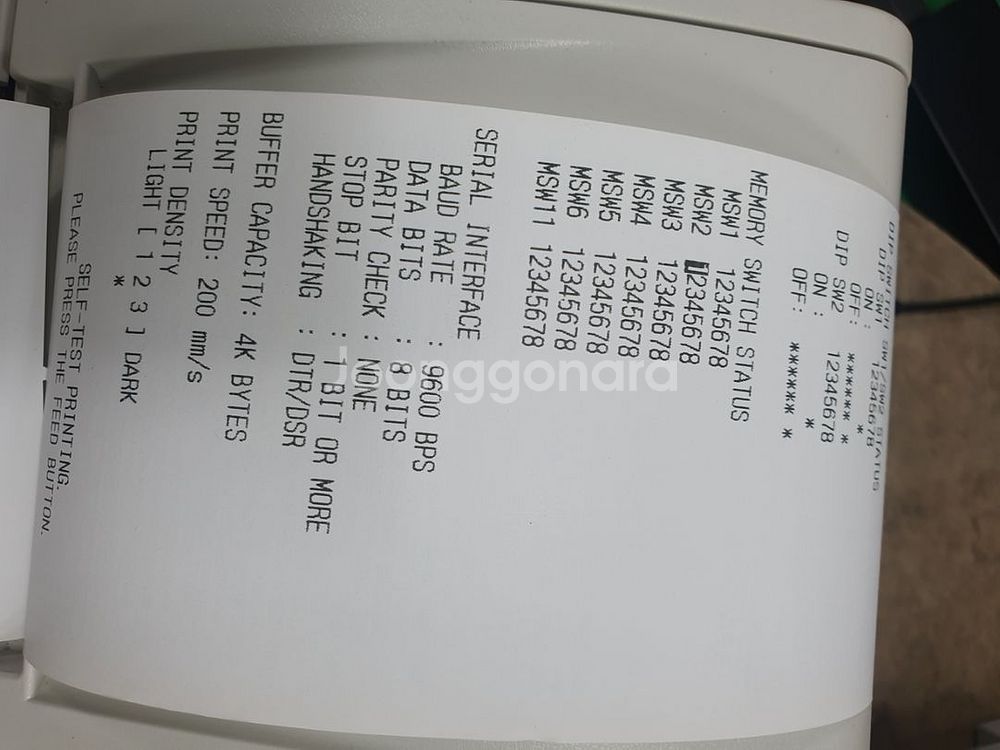 DIP SWITCH SW1/SW2 STATUS
DIP SW1 12345678
ON : *
OFF: ****** *
DIP SW2 12345678
ON : *
OFF: ****** *
MEMORY SWITCH STATUS
MSW1 12345678
MSW2 12345678
MSW3 12345678
MSW4 12345678
MSW5 12345678
MSW6 12345678
MSW11 12345678
SERIAL INTERFACE
BAUD RATE : 9600 BPS
DATA BITS : 8 BITS
PARITY CHECK : NONE
STOP BIT : 1 BIT OR MORE
HANDSHAKING : DTR/DSR
BUFFER CAPACITY: 4K BYTES
PRINT SPEED: 200 mm/s
PRINT DENSITY
LIGHT [ 1 2 3 ] DARK
*
SELF-TEST PRINTING.
PLEASE PRESS THE FEED BUTTON.
Joonggonara